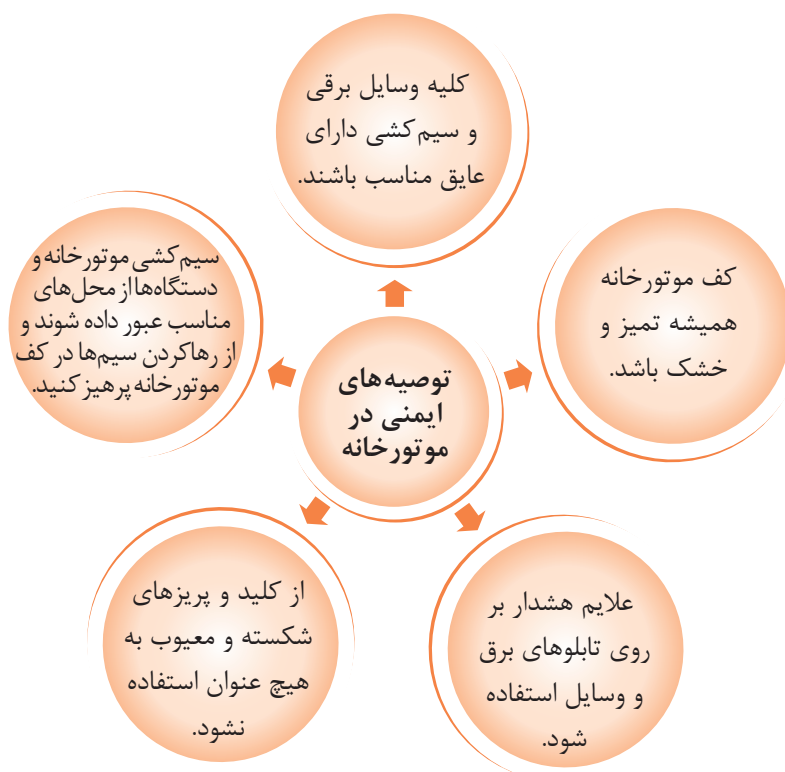 کلیه وسایل برقی
و سیم‌کشی دارای
عایق مناسب باشند.
کف موتورخانه
همیشه تمیز و
خشک باشد.
سیم‌کشی موتورخانه و
دستگاه‌ها از محل‌های
مناسب عبور داده شوند و
از رها کردن سیم‌ها در کف
موتورخانه پرهیز کنید.
توصیه‌های
ایمنی در
موتورخانه
علایم هشدار بر
روی تابلوهای برق
و وسایل استفاده
شود.
از کلید و پریزهای
شکسته و معیوب به
هیچ عنوان استفاده
نشود.